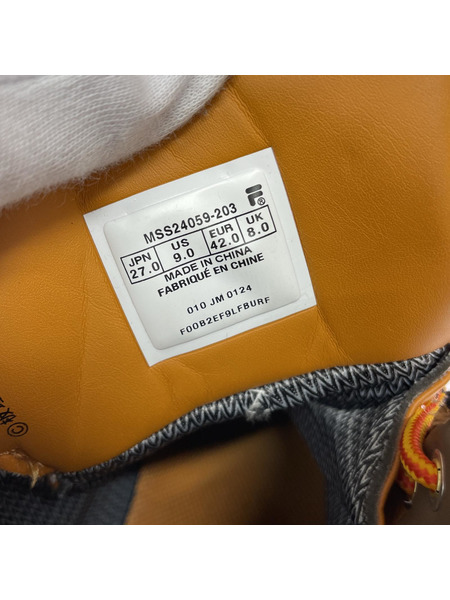 MSS24059-203
F®
JPN US EUR UK
27.0 9.0 42.0 8.0
MADE IN CHINA
FABRIQUÉ EN CHINE
010 JM 0124
F00B2EF9LFBURF
©